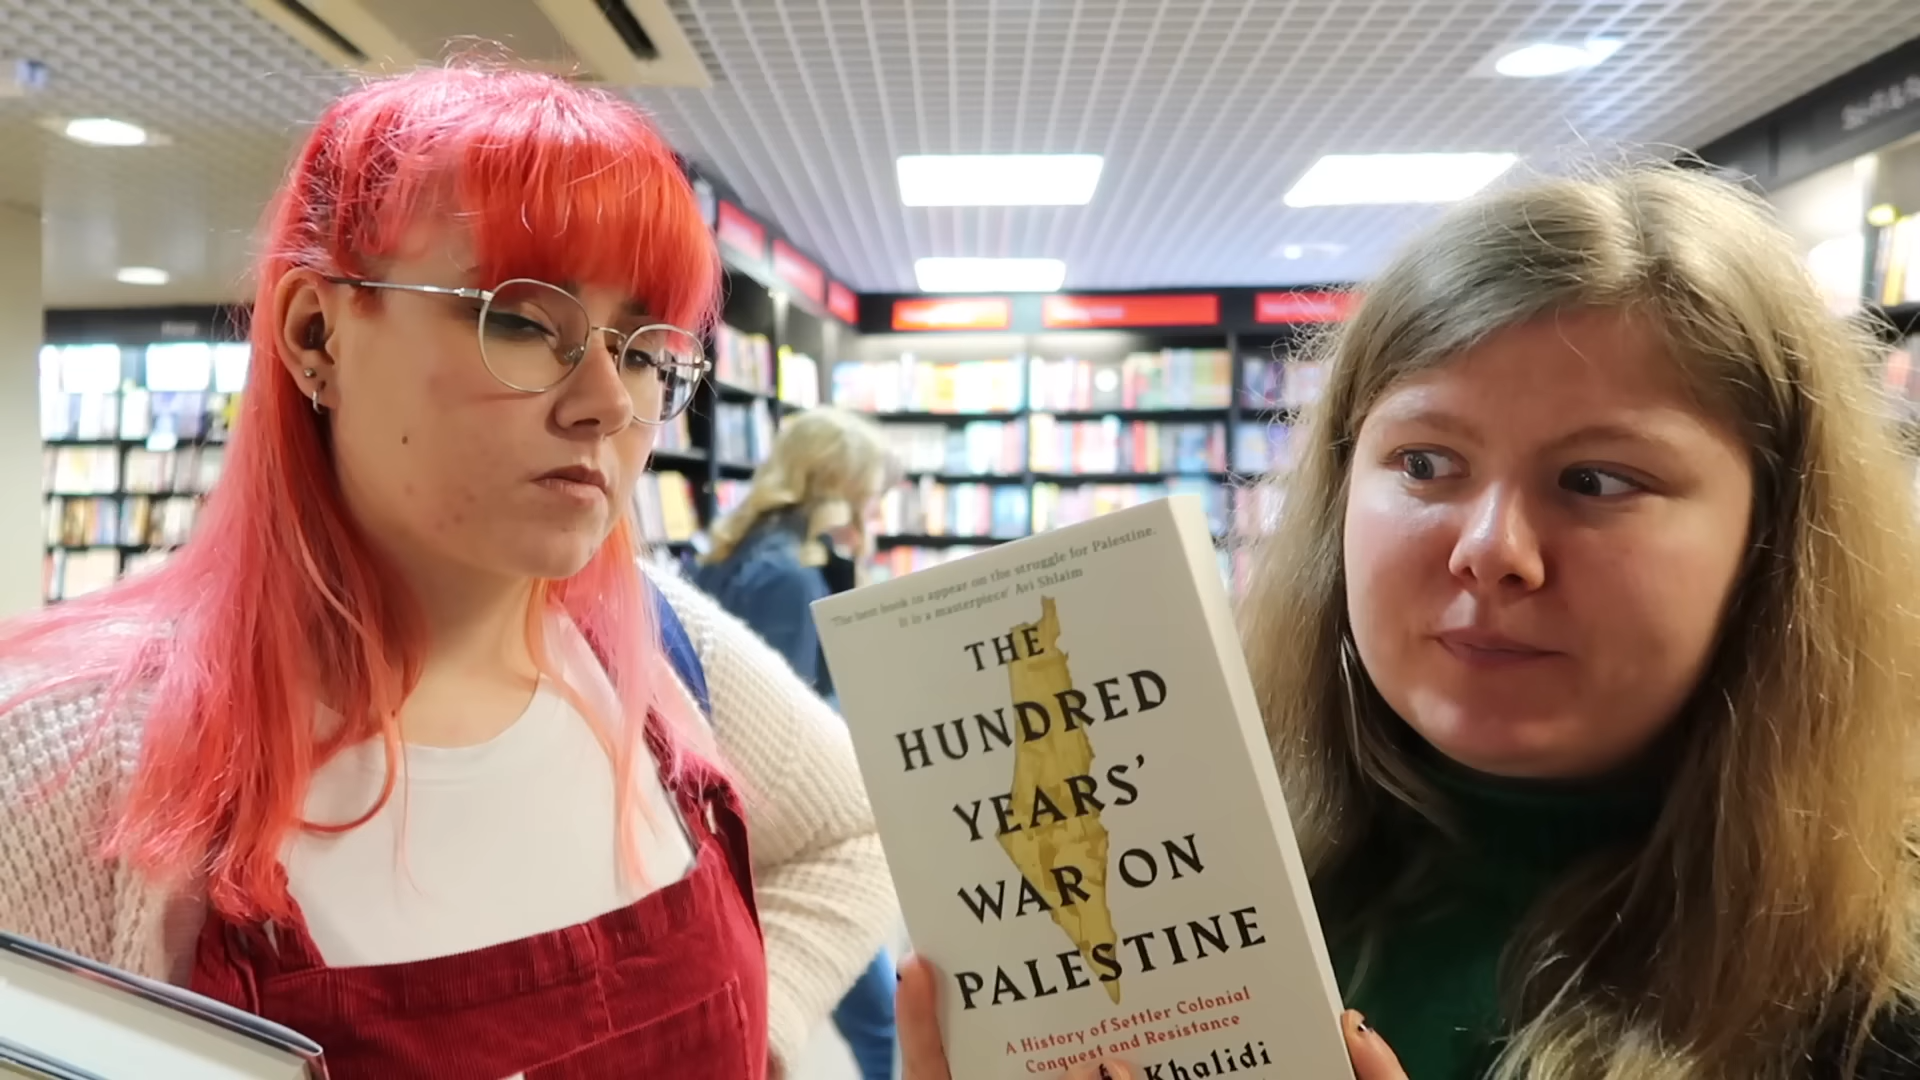 'The best book to appear on the struggle for Palestine.
It is a masterpiece' Avi Shlaim
THE
HUNDRED
YEARS'
WAR ON
PALESTINE
A History of Settler Colonial
Conquest and Resistance
Khalidi